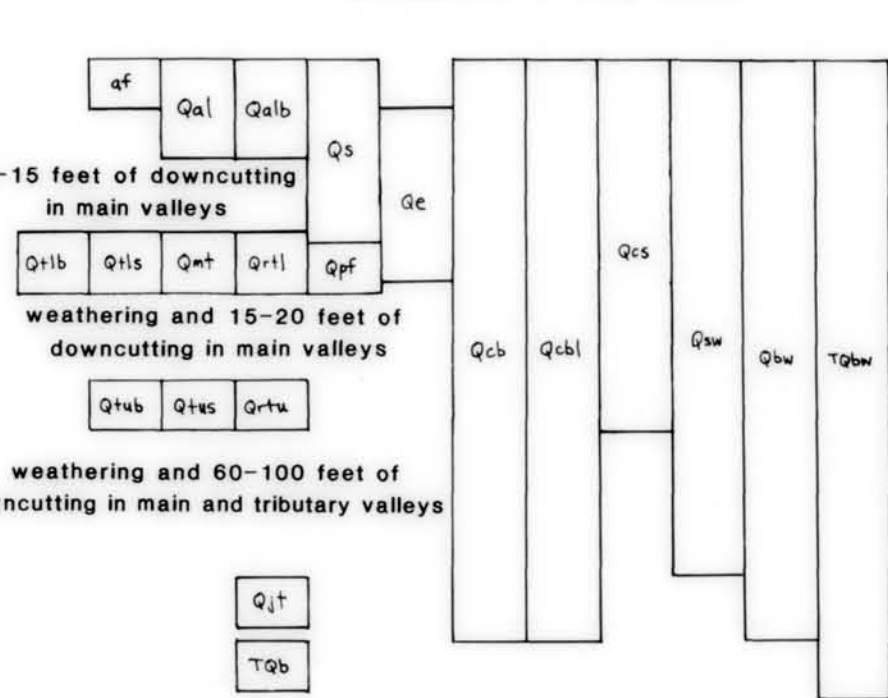 af
Qal
Qalb
Qs
Qe
-15 feet of downcutting
in main valleys
Qcs
Qtlb
Qtls
Qmt
Qrtl
Qpf
weathering and 15-20 feet of
downcutting in main valleys
Qcb
Qcbl
Qsw
Qbw
TQbw
Qtub
Qtus
Qrtu
weathering and 60-100 feet of
ncutting in main and tributary valleys
Qjt
TQb